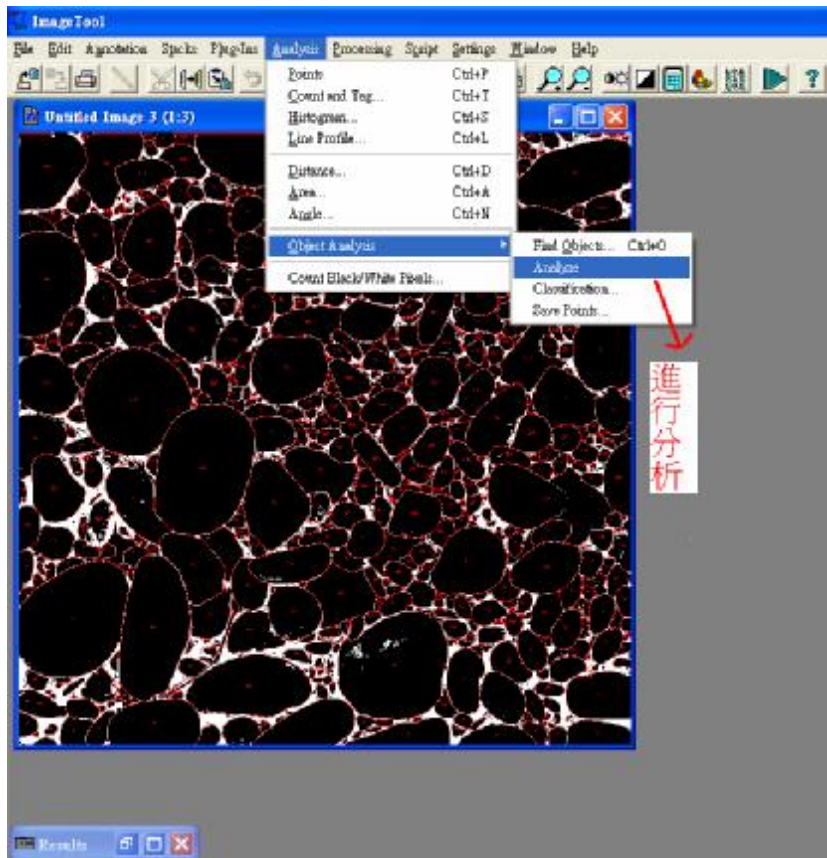 ImageTool
File Edit Annotation Stacks Plug-Ins Analysis Processing Script Settings Window Help
Untitled Image 3 (1:3)
Points Ctrl+P
Count and Tag... Ctrl+T
Histogram... Ctrl+S
Line Profile... Ctrl+L
Distance... Ctrl+D
Area... Ctrl+A
Angle... Ctrl+N
Object Analysis
Count Black/White Pixels...
Find Objects... Ctrl+O
Analyze
Classification...
Save Points...
進行分析
Results